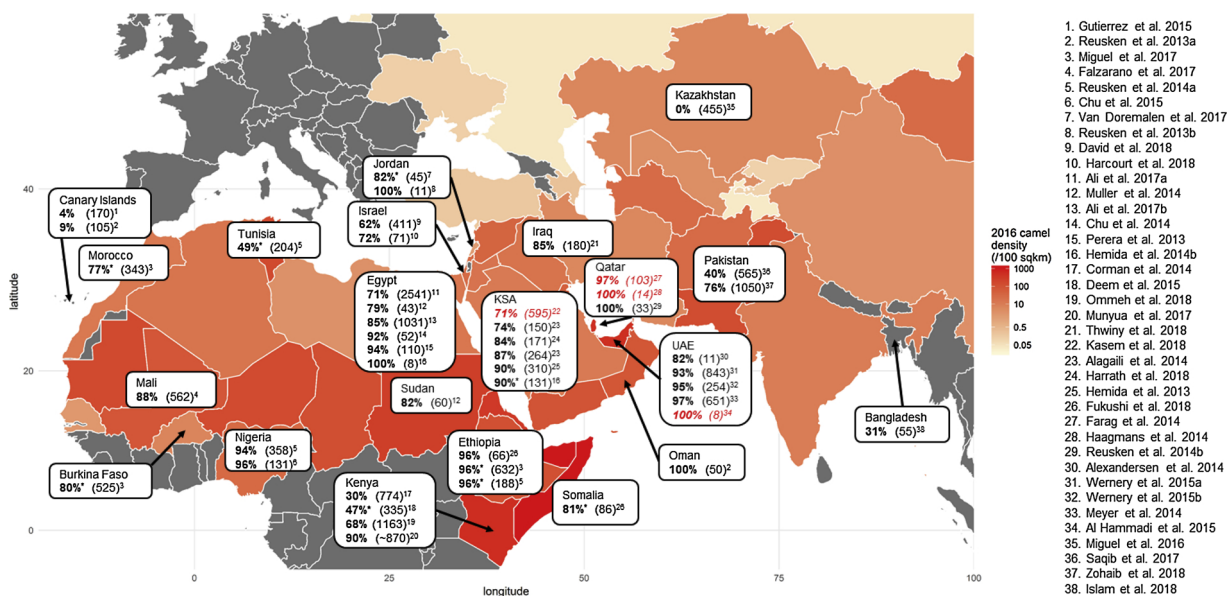 Kazakhstan
0% (455)35
Jordan
82%* (45)7
100% (11)8
40
Canary Islands
4% (170)1
9% (105)2
Israel
62% (411)9
72% (71)10
Tunisia
49%* (204)5
Iraq
85% (180)21
Morocco
77%* (343)3
Pakistan
40% (565)36
76% (1050)37
Qatar
97% (103)27
100% (14)28
100% (33)29
Egypt
71% (2541)11
79% (43)12
85% (1031)13
92% (52)14
94% (110)15
100% (8)16
KSA
71% (595)22
74% (150)23
84% (171)24
87% (264)23
90% (310)25
90%* (131)16
UAE
82% (11)30
93% (843)31
95% (254)32
97% (651)33
100% (8)34
20
Mali
88% (562)4
Sudan
82% (60)12
Bangladesh
31% (55)38
Nigeria
94% (358)5
96% (131)6
Ethiopia
96% (66)26
96%* (632)3
96%* (188)5
Oman
100% (50)2
Burkina Faso
80%* (525)3
Kenya
30% (774)17
47%* (335)18
68% (1163)19
90% (~870)20
Somalia
81%* (86)26
0
0
25
50
75
100
longitude
latitude
2016 camel
density
(/100 sqkm)
1000
100
10
0.5
0.05
1. Gutierrez et al. 2015
2. Reusken et al. 2013a
3. Miguel et al. 2017
4. Falzarano et al. 2017
5. Reusken et al. 2014a
6. Chu et al. 2015
7. Van Doremalen et al. 2017
8. Reusken et al. 2013b
9. David et al. 2018
10. Harcourt et al. 2018
11. Ali et al. 2017a
12. Muller et al. 2014
13. Ali et al. 2017b
14. Chu et al. 2014
15. Perera et al. 2013
16. Hemida et al. 2014b
17. Corman et al. 2014
18. Deem et al. 2015
19. Ommeh et al. 2018
20. Munyua et al. 2017
21. Thwiny et al. 2018
22. Kasem et al. 2018
23. Alagaili et al. 2014
24. Harrath et al. 2018
25. Hemida et al. 2013
26. Fukushi et al. 2018
27. Farag et al. 2014
28. Haagmans et al. 2014
29. Reusken et al. 2014b
30. Alexandersen et al. 2014
31. Wernery et al. 2015a
32. Wernery et al. 2015b
33. Meyer et al. 2014
34. Al Hammadi et al. 2015
35. Miguel et al. 2016
36. Saqib et al. 2017
37. Zohaib et al. 2018
38. Islam et al. 2018